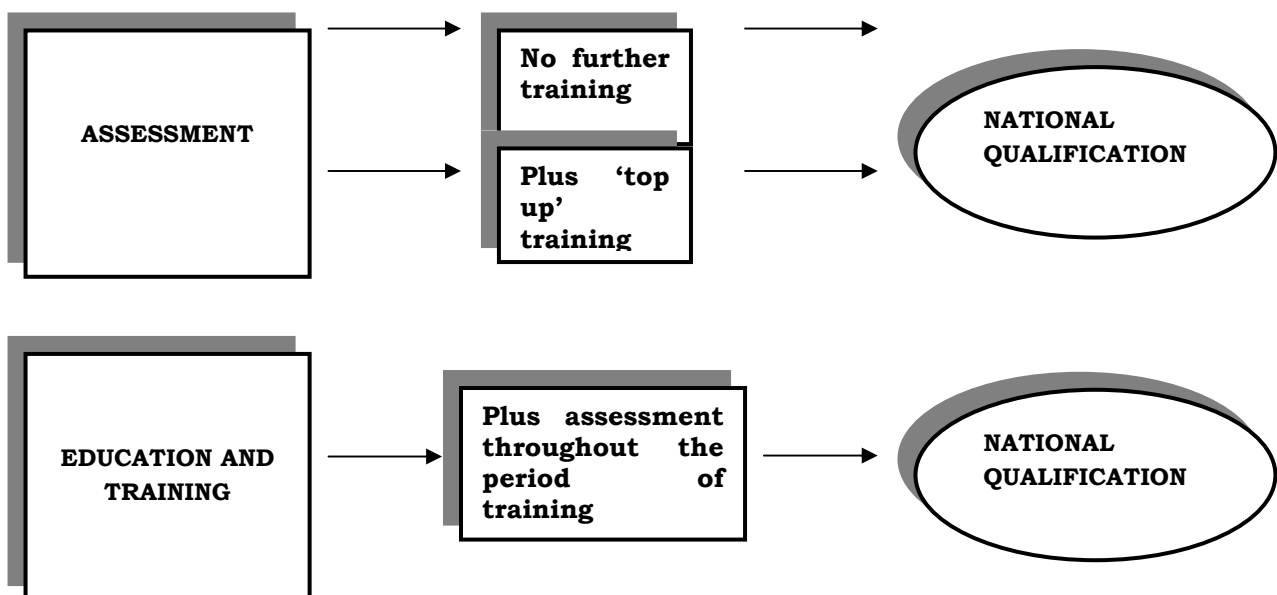 ASSESSMENT
No further
training
Plus ‘top
up’
training
NATIONAL
QUALIFICATION
EDUCATION AND
TRAINING
Plus assessment
throughout the
period of
training
NATIONAL
QUALIFICATION